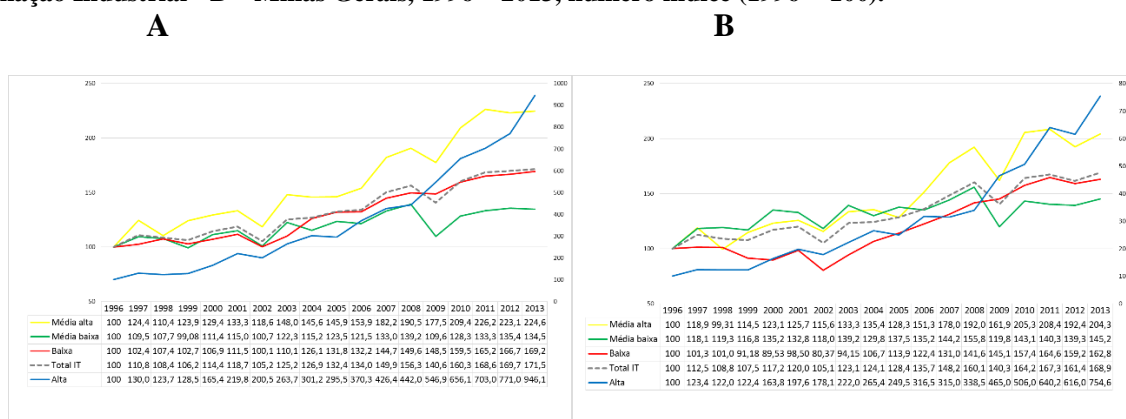 mação Industrial - B – Minas Gerais, 1996 – 2013, número índice (1996 = 100).
A B
250
200
150
100
50
1000
900
800
700
600
500
400
300
200
100
0
1996 1997 1998 1999 2000 2001 2002 2003 2004 2005 2006 2007 2008 2009 2010 2011 2012 2013
Média alta 100 124,4 110,4 123,9 129,4 133,3 118,6 148,0 145,6 145,9 153,9 182,2 190,5 177,5 209,4 226,2 223,1 224,6
Média baixa 100 109,5 107,7 99,08 111,4 115,0 100,7 122,3 115,2 123,5 121,5 133,0 139,2 109,6 128,3 133,3 135,4 134,5
Baixa 100 102,4 107,4 102,7 106,9 111,5 100,1 110,1 126,1 131,8 132,2 144,7 149,6 148,5 159,5 165,2 166,7 169,2
Total IT 100 110,8 108,4 106,2 114,4 118,7 105,2 125,2 126,9 132,4 134,0 149,9 156,3 140,6 160,3 168,6 169,7 171,5
Alta 100 130,0 123,7 128,5 165,4 219,8 200,5 263,7 301,2 295,5 370,3 426,4 442,0 546,9 656,1 703,0 771,0 946,1
250
200
150
100
50
80
70
60
50
40
30
20
10
0
1996 1997 1998 1999 2000 2001 2002 2003 2004 2005 2006 2007 2008 2009 2010 2011 2012 2013
Média alta 100 118,9 99,31 114,5 123,1 125,7 115,6 133,3 135,4 128,3 151,3 178,0 192,0 161,9 205,3 208,4 192,4 204,3
Média baixa 100 118,1 119,3 116,8 135,2 132,8 118,0 139,2 129,8 137,5 135,2 144,2 155,8 119,8 143,1 140,3 139,3 145,2
Baixa 100 101,3 101,0 91,18 89,53 98,50 80,37 94,15 106,7 113,9 122,4 131,0 141,6 145,1 157,4 164,6 159,2 162,8
Total IT 100 112,5 108,8 107,5 117,2 120,0 105,1 123,1 124,1 128,4 135,7 148,2 160,1 140,3 164,2 167,3 161,4 168,9
Alta 100 123,4 122,0 122,4 163,8 197,6 178,1 222,0 265,4 249,5 316,5 315,0 338,5 465,0 506,0 640,2 616,0 754,6